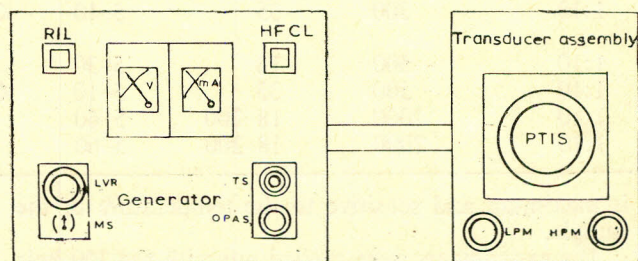 RIL
HFCL
Transducer assembly
V
mA
PTIS
LVR
TS
Generator
MS
OPAS
LPM
HPM